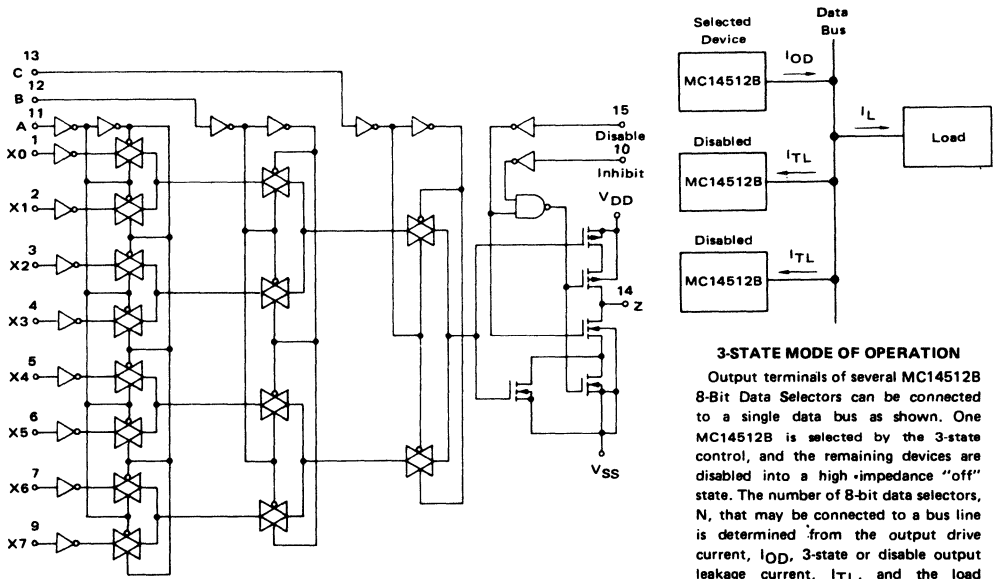 13
C
12
B
11
A
1
X0
2
X1
3
X2
4
X3
5
X4
6
X5
7
X6
9
X7
15
Disable
10
Inhibit
VDD
14
Z
VSS
Selected
Device
Data
Bus
MC14512B
IOD
IL
Load
Disabled
MC14512B
ITL
Disabled
MC14512B
ITL
3-STATE MODE OF OPERATION
Output terminals of several MC14512B
8-Bit Data Selectors can be connected
to a single data bus as shown. One
MC14512B is selected by the 3-state
control, and the remaining devices are
disabled into a high-impedance "off"
state. The number of 8-bit data selectors,
N, that may be connected to a bus line
is determined from the output drive
current, IOD, 3-state or disable output
leakage current, ITL, and the load